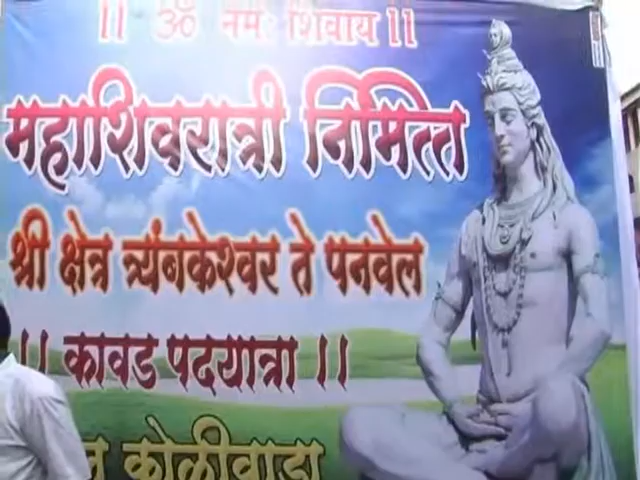 || ॐ नमः शिवाय ||
महाशिवरात्री निमित्त
श्री क्षेत्र त्र्यंबकेश्वर ते पनवेल
|| कावड पदयात्रा ||
कोळीवाडा